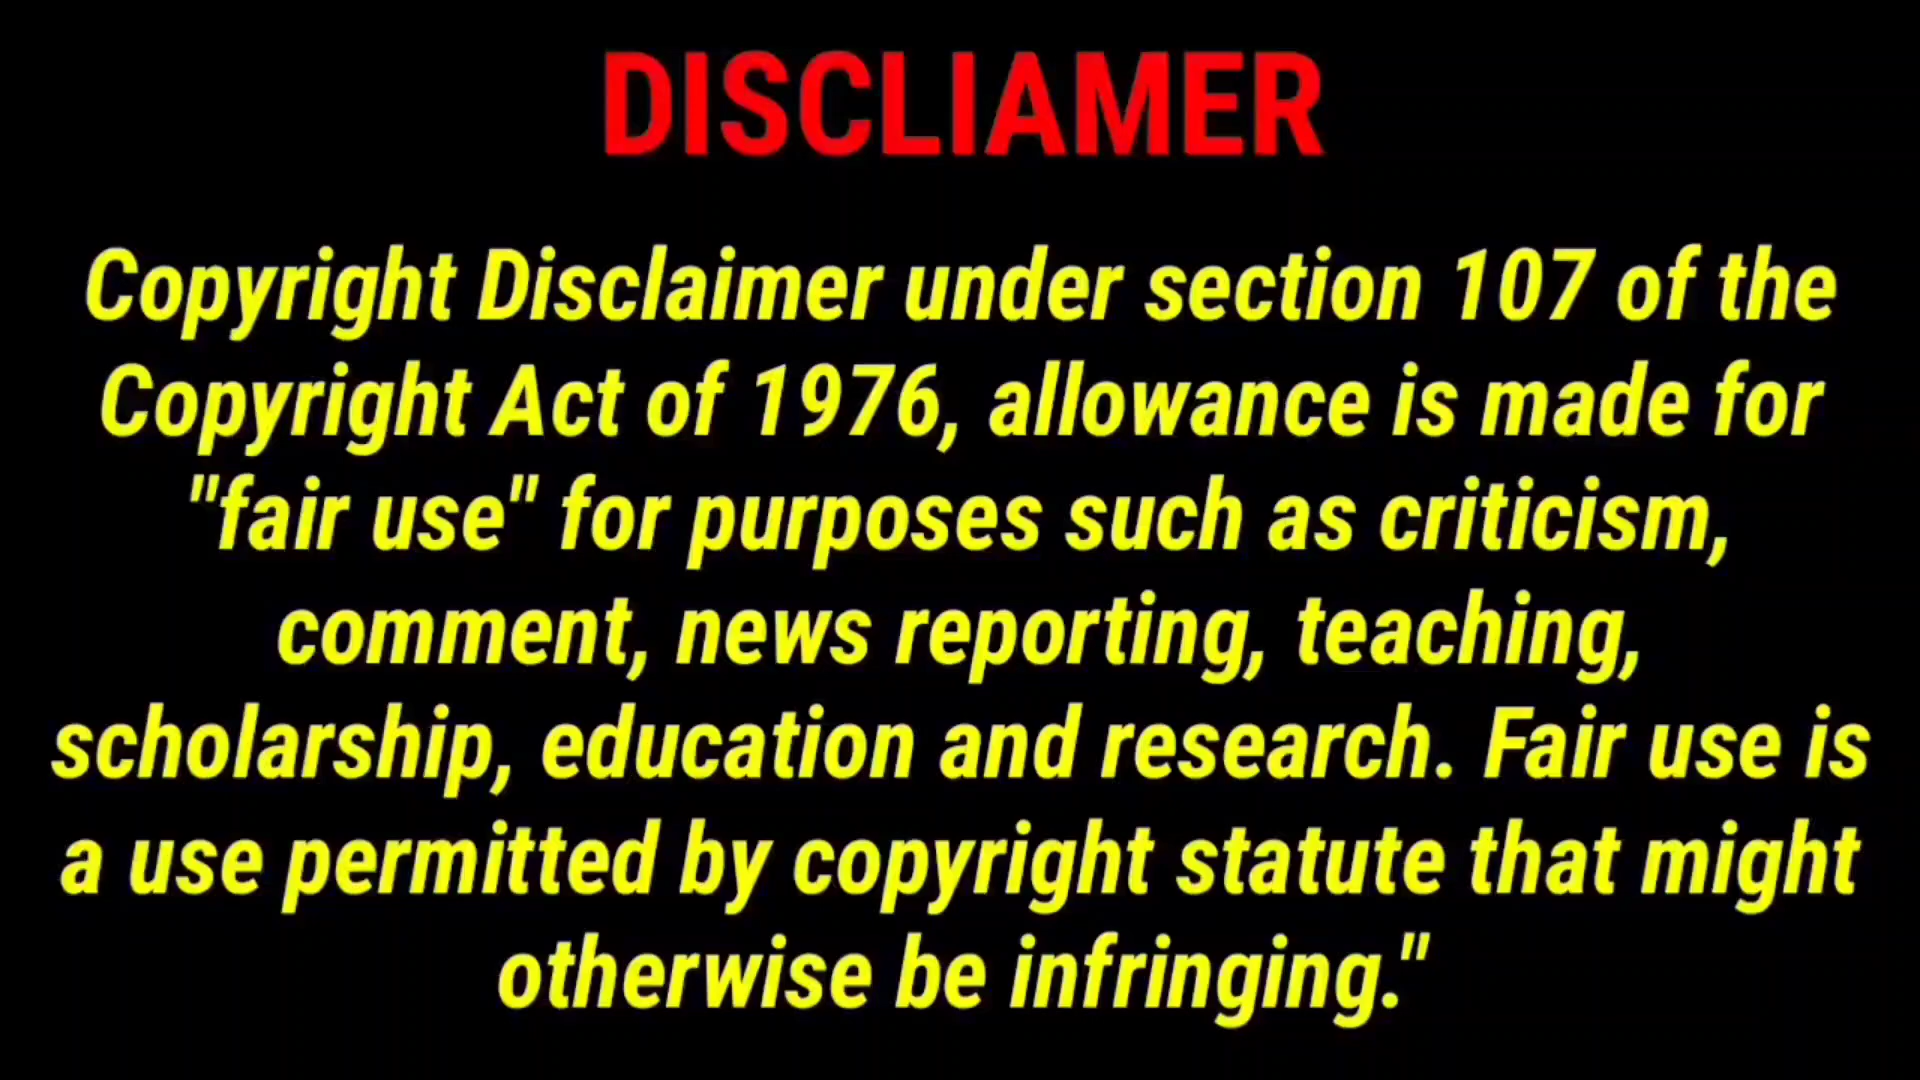 DISCLIAMER
Copyright Disclaimer under section 107 of the
Copyright Act of 1976, allowance is made for
"fair use" for purposes such as criticism,
comment, news reporting, teaching,
scholarship, education and research. Fair use is
a use permitted by copyright statute that might
otherwise be infringing."